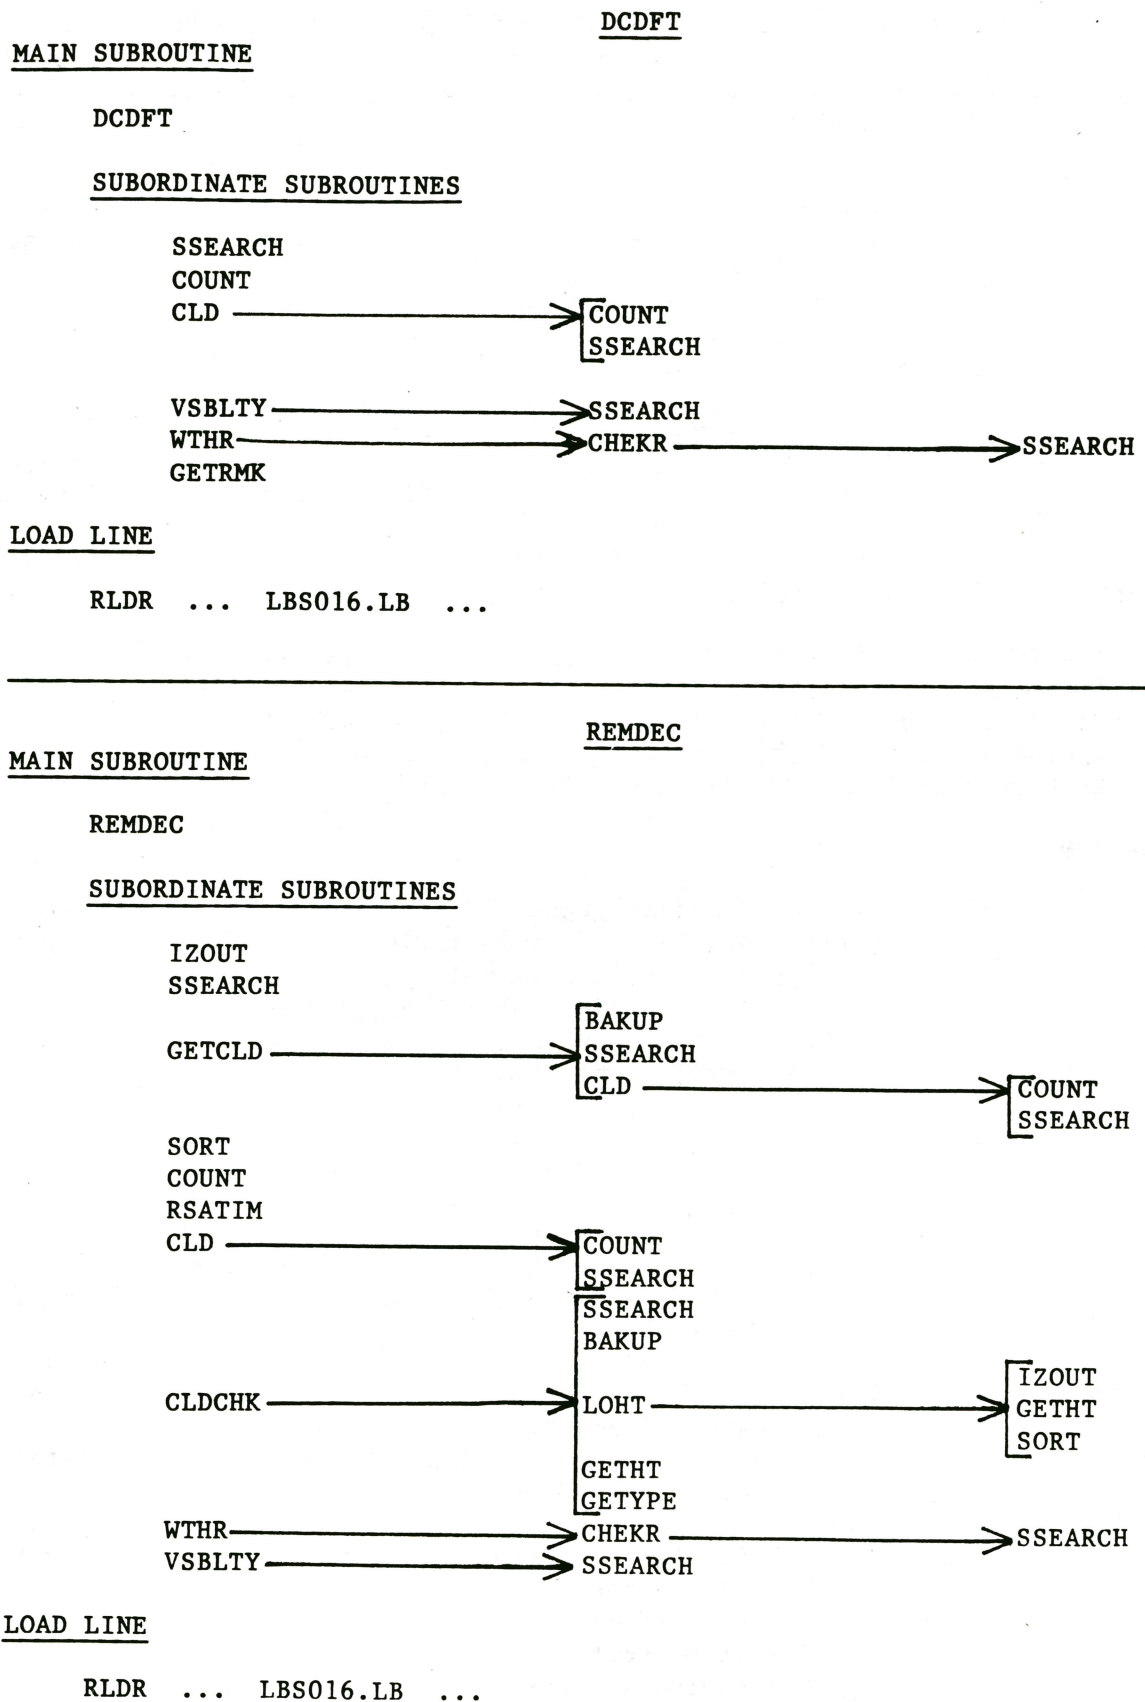 DCDFT
MAIN SUBROUTINE
DCDFT
SUBORDINATE SUBROUTINES
SSEARCH
COUNT
CLD COUNT
SSEARCH
VSBLTY SSEARCH
WTHR CHEKR SSEARCH
GETRMK
LOAD LINE
RLDR ... LBS016.LB ...
REMDEC
MAIN SUBROUTINE
REMDEC
SUBORDINATE SUBROUTINES
IZOUT
SSEARCH
BAKUP
GETCLD SSEARCH
CLD COUNT
SSEARCH
SORT
COUNT
RSATIM
CLD COUNT
SSEARCH
SSEARCH
BAKUP
IZOUT
CLDCHK LOHT GETHT
SORT
GETHT
GETYPE
WTHR CHEKR SSEARCH
VSBLTY SSEARCH
LOAD LINE
RLDR ... LBS016.LB ...